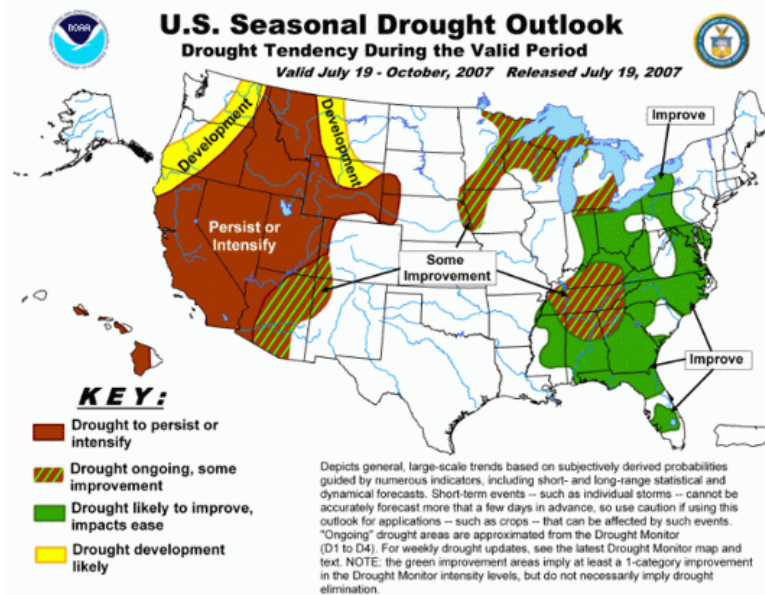 NOAA
U.S. Seasonal Drought Outlook
Drought Tendency During the Valid Period
Valid July 19 - October, 2007 Released July 19, 2007
Development
Development
Improve
Persist or
Intensify
Some
Improvement
Improve
KEY:
Drought to persist or
intensify
Drought ongoing, some
improvement
Drought likely to improve,
impacts ease
Drought development
likely
Depicts general, large-scale trends based on subjectively derived probabilities
guided by numerous indicators, including short- and long-range statistical and
dynamical forecasts. Short-term events -- such as individual storms -- cannot be
accurately forecast more that a few days in advance, so use caution if using this
outlook for applications -- such as crops -- that can be affected by such events.
"Ongoing" drought areas are approximated from the Drought Monitor
(D1 to D4). For weekly drought updates, see the latest Drought Monitor map and
text. NOTE: the green improvement areas imply at least a 1-category improvement
in the Drought Monitor intensity levels, but do not necessarily imply drought
elimination.